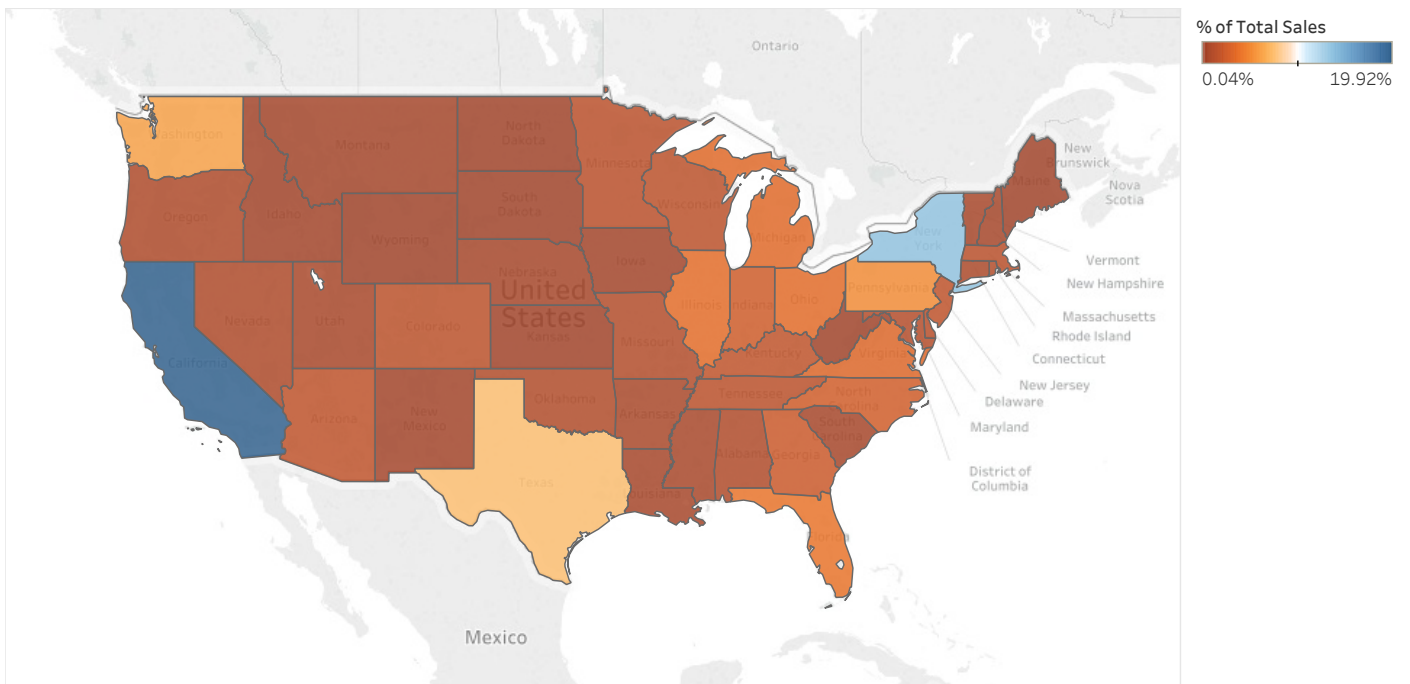 % of Total Sales
0.04%
19.92%
Ontario
Washington
Montana
North
Dakota
Minnesota
New
Brunswick
Maine
Nova
Scotia
Oregon
Idaho
South
Dakota
Wisconsin
Wyoming
Michigan
New
York
Iowa
Vermont
Nebraska
New Hampshire
United
States
Illinois
Indiana
Ohio
Pennsylvania
Massachusetts
Nevada
Utah
Colorado
Kansas
Missouri
Rhode Island
Kentucky
Virginia
Connecticut
California
New Jersey
Delaware
Arizona
New
Mexico
Oklahoma
Arkansas
Tennessee
North
Carolina
Maryland
South
Carolina
Alabama
Georgia
District of
Columbia
Texas
Louisiana
Florida
Mexico